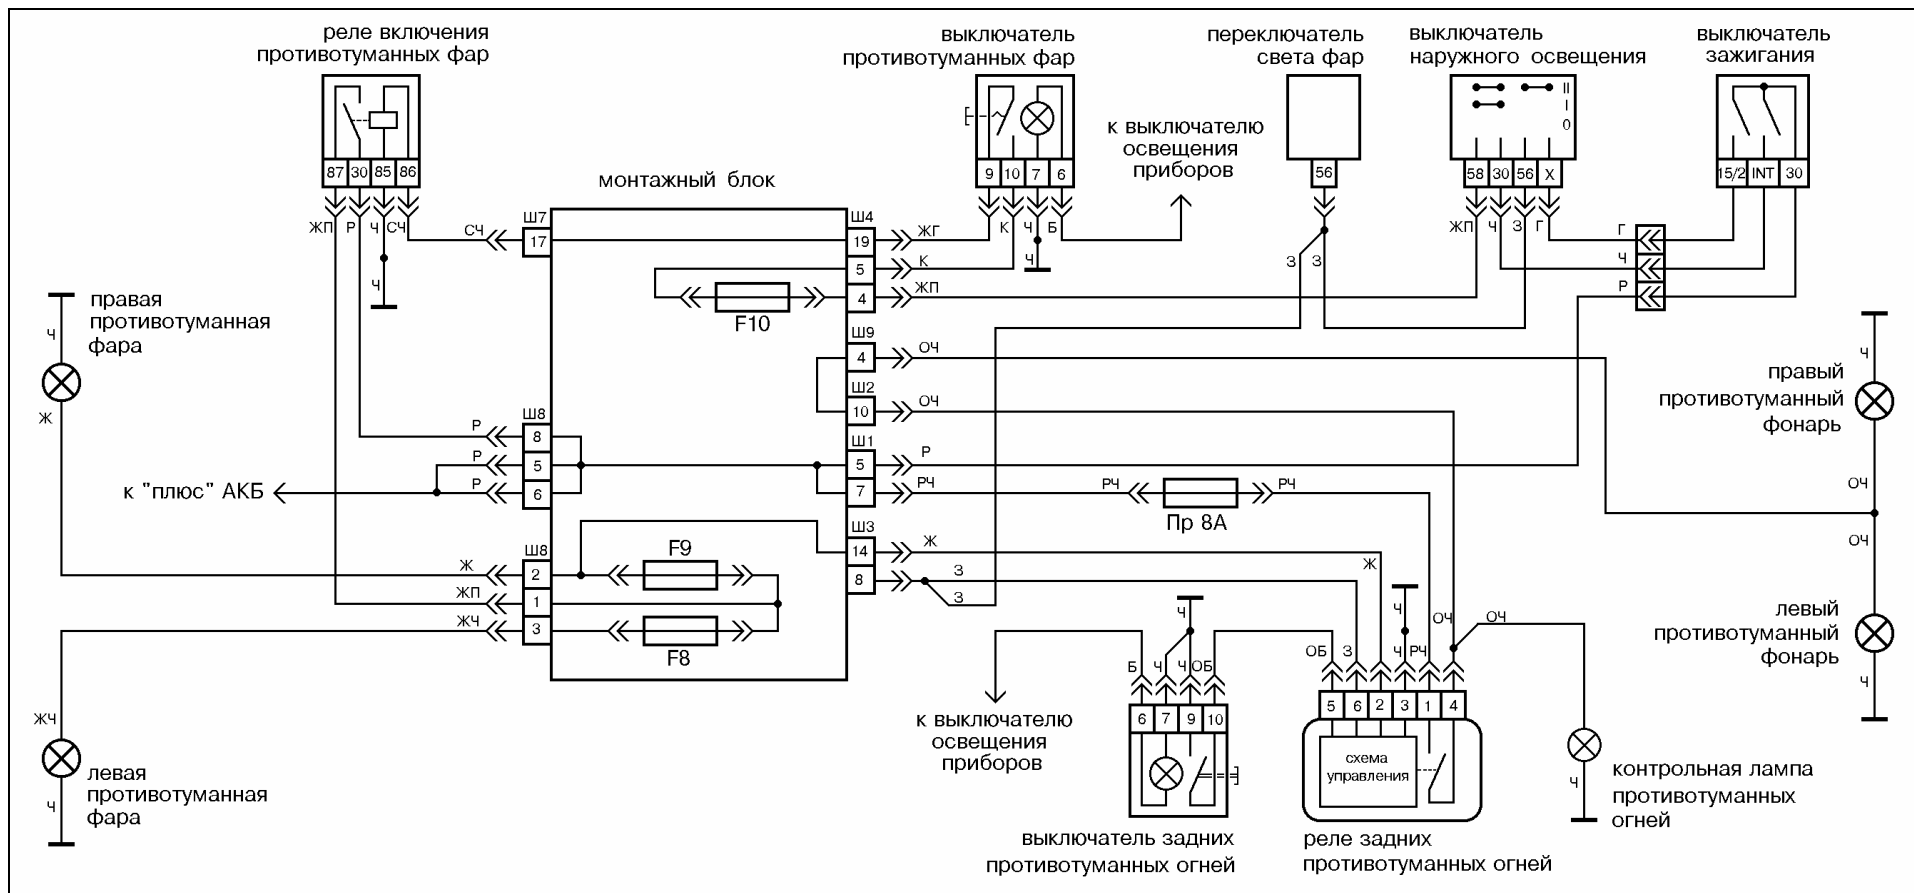 реле включения
противотуманных фар
87 30 85 86
ЖП Р Ч СЧ
Ч
СЧ
монтажный блок
выключатель
противотуманных фар
9 10 7 6
К Ч Б
Ч
к выключателю
освещения
приборов
переключатель
света фар
56
З З
выключатель
наружного освещения
II
I
0
58 30 56 X
ЖП Ч З Г
выключатель
зажигания
15/2 INT 30
Г
Ч
Р
Ш7
17
Ш4
19 ЖГ
5 К
4 ЖП
F10
Ш9
4 ОЧ
Ш2
10 ОЧ
Ш1
5 Р
7 РЧ
РЧ РЧ
Пр 8А
Ш3
14 Ж
8 З
З
Ж
правая
противотуманная
фара
Ч
Ж
Ш8
Р 8
Р 5
Р 6
к "плюс" АКБ
Ш8
Ж 2
ЖП 1
ЖЧ 3
F9
F8
ЖЧ
левая
противотуманная
фара
Ч
к выключателю
освещения
приборов
Ч
Б Ч Ч ОБ
6 7 9 10
выключатель задних
противотуманных огней
Ч
ОЧ
ОБ З Ч РЧ
5 6 2 3 1 4
схема
управления
реле задних
противотуманных огней
ОЧ
Ч
контрольная лампа
противотуманных
огней
Ч
правый
противотуманный
фонарь
ОЧ
ОЧ
левый
противотуманный
фонарь
Ч